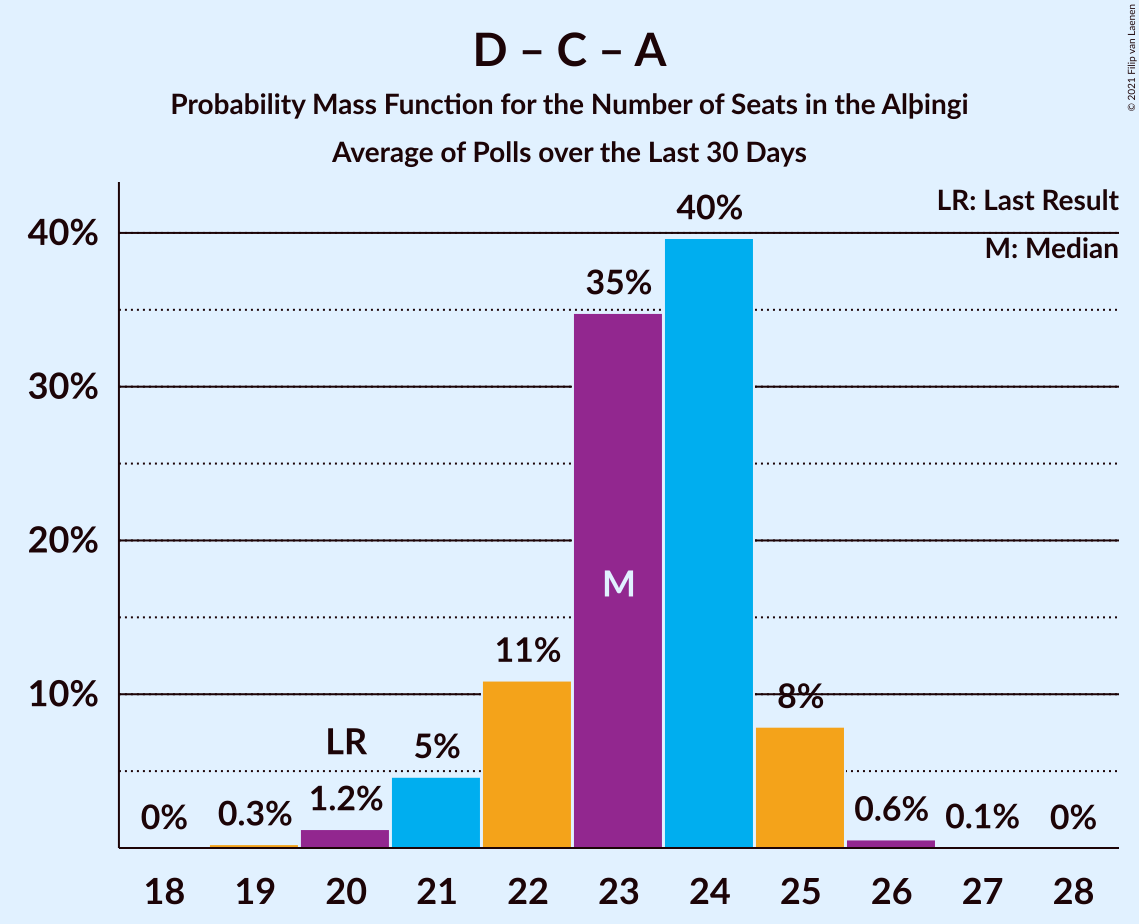 D – C – A
Probability Mass Function for the Number of Seats in the Alþingi
Average of Polls over the Last 30 Days
© 2021 Filip van Laenen
LR: Last Result
M: Median
40%
30%
20%
10%
0%
0.3%
LR
1.2%
5%
11%
35%
M
40%
8%
0.6%
0.1%
0%
18 19 20 21 22 23 24 25 26 27 28